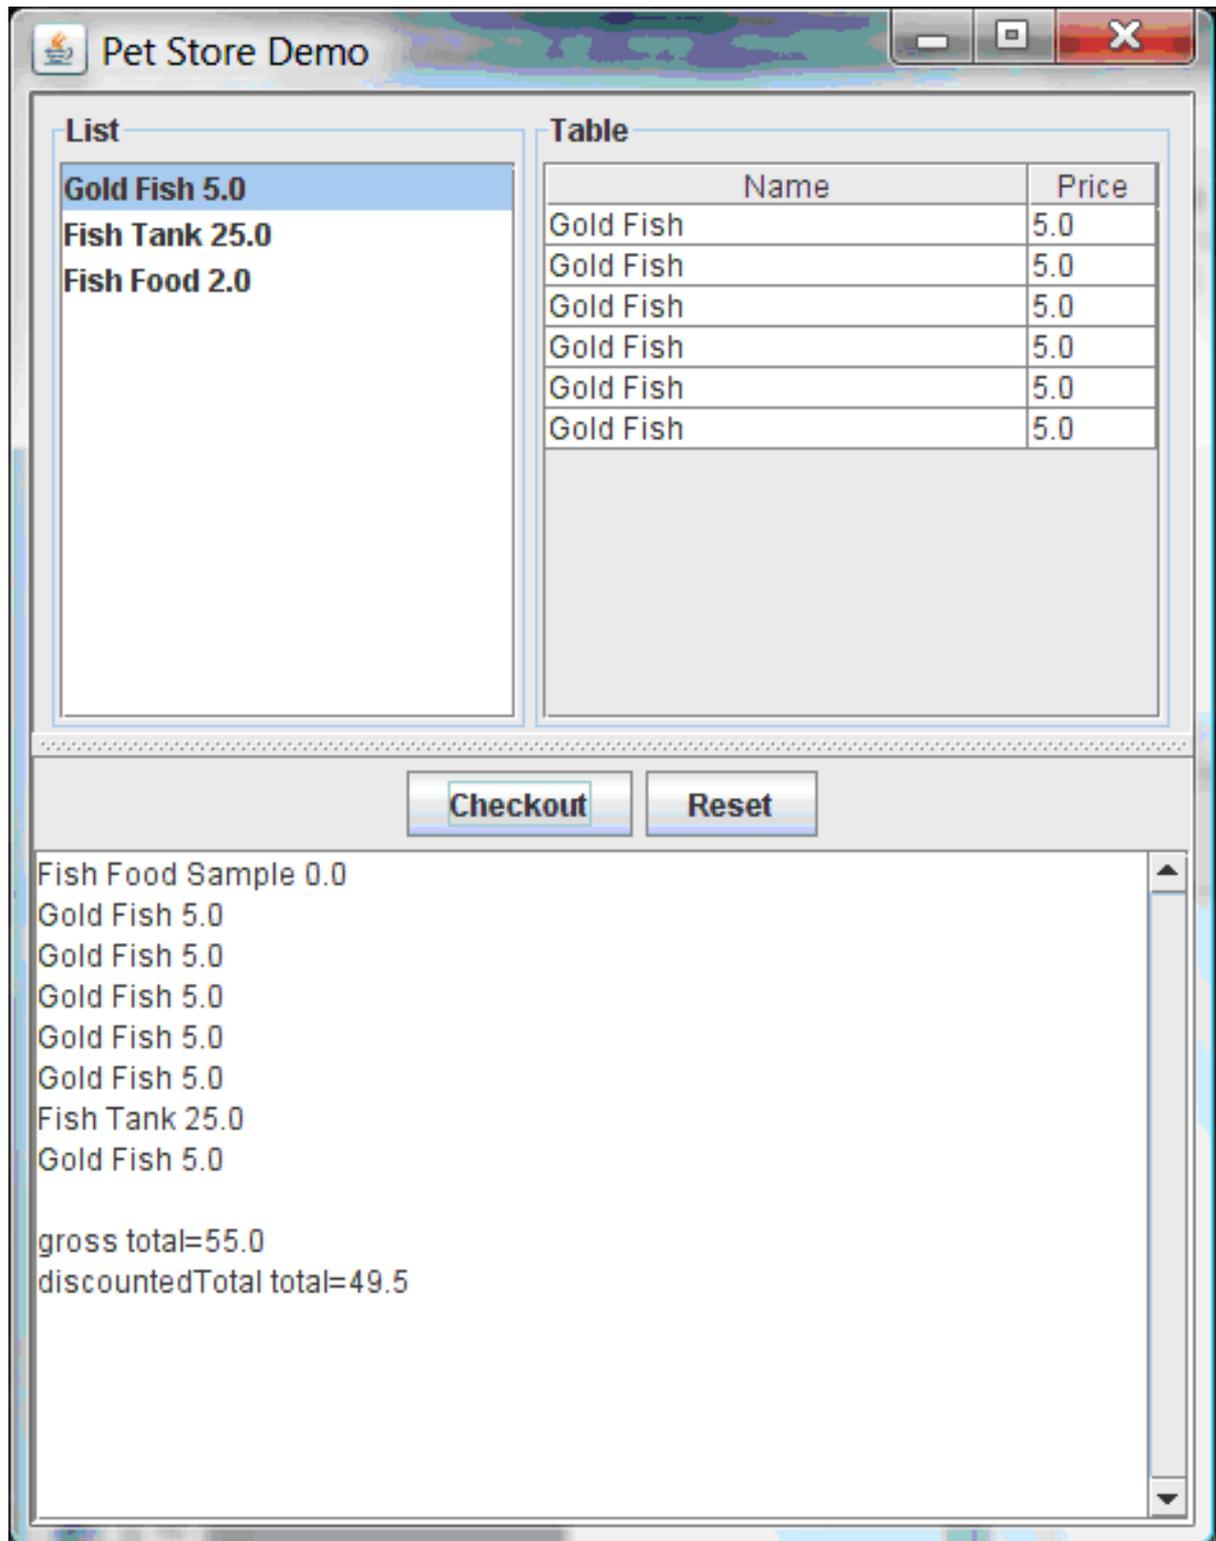 Pet Store Demo
List
Gold Fish 5.0
Fish Tank 25.0
Fish Food 2.0
Table
Name Price
Gold Fish 5.0
Gold Fish 5.0
Gold Fish 5.0
Gold Fish 5.0
Gold Fish 5.0
Gold Fish 5.0
Checkout Reset
Fish Food Sample 0.0
Gold Fish 5.0
Gold Fish 5.0
Gold Fish 5.0
Gold Fish 5.0
Gold Fish 5.0
Fish Tank 25.0
Gold Fish 5.0
gross total=55.0
discountedTotal total=49.5